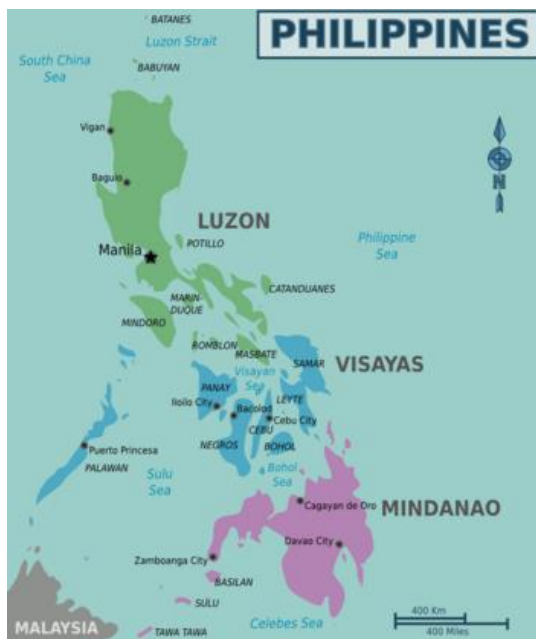 BATANES
PHILIPPINES
Luzon Strait
South China
Sea
BABUYAN
Vigan
Baguio
N
LUZON
POTILLO
Manila
Philippine
Sea
CATANDUANES
MARIN-
DUQUE
MINDORO
ROMBLON
MASBATE
SAMAR
VISAYAS
Visayan
Sea
PANAY
LEYTE
Iloilo City
Bacolod
Cebu City
CEBU
NEGROS
BOHOL
Puerto Princesa
PALAWAN
Sulu
Sea
Bohol
Sea
Cagayan de Oro
MINDANAO
Davao City
Zamboanga City
BASILAN
SULU
400 Km
400 Miles
Celebes Sea
MALAYSIA
TAWA TAWA